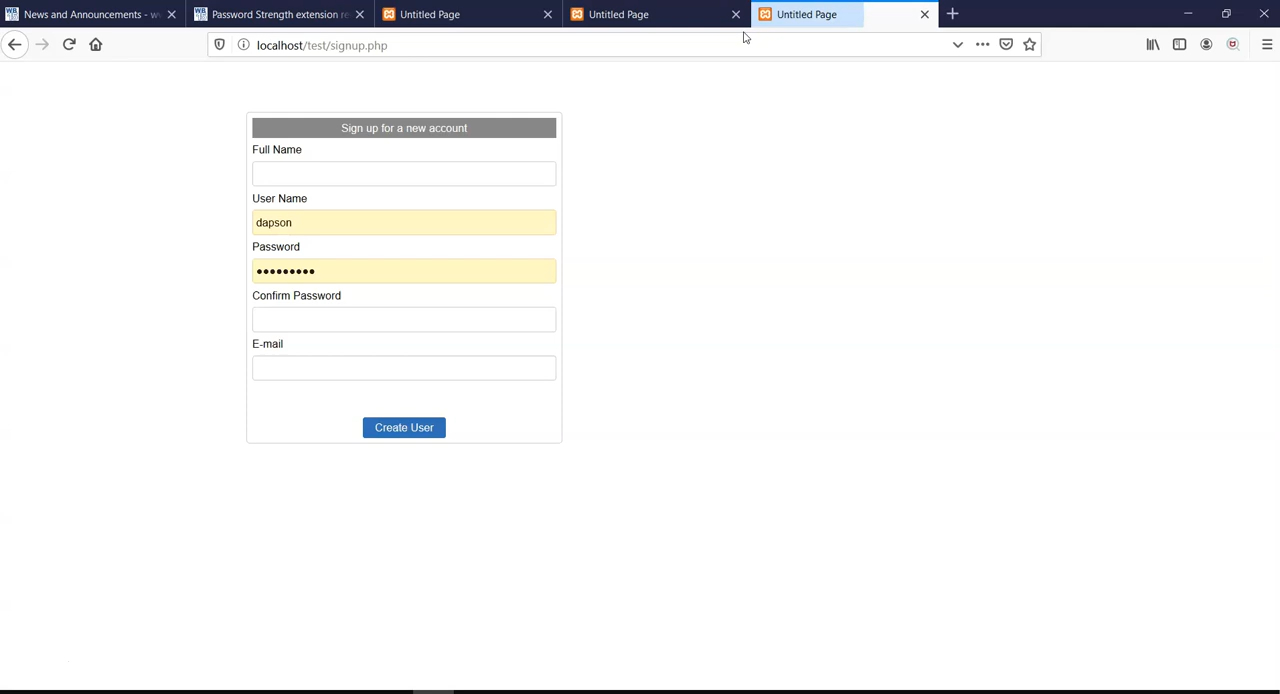 News and Announcements - w
Password Strength extension re
Untitled Page
Untitled Page
Untitled Page
localhost/test/signup.php
Sign up for a new account
Full Name
User Name
dapson
Password
•••••••••
Confirm Password
E-mail
Create User